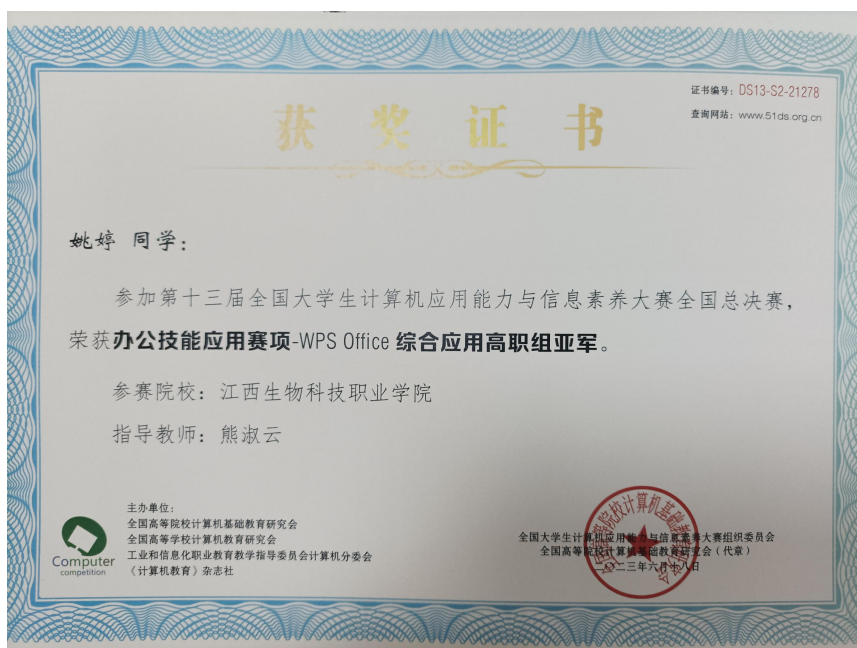 证书编号：DS13-S2-21278
查询网站：www.51ds.org.cn
获奖证书
姚婷 同学：
参加第十三届全国大学生计算机应用能力与信息素养大赛全国总决赛，
荣获办公技能应用赛项-WPS Office 综合应用高职组亚军。
参赛院校：江西生物科技职业学院
指导教师：熊淑云
Computer
competition
主办单位：
全国高等院校计算机基础教育研究会
全国高等学校计算机教育研究会
工业和信息化职业教育教学指导委员会计算机分委会
《计算机教育》杂志社
全国大学生计算机应用能力与信息素养大赛组织委员会
全国高等院校计算机基础教育研究会（代章）
二〇二三年六月十八日